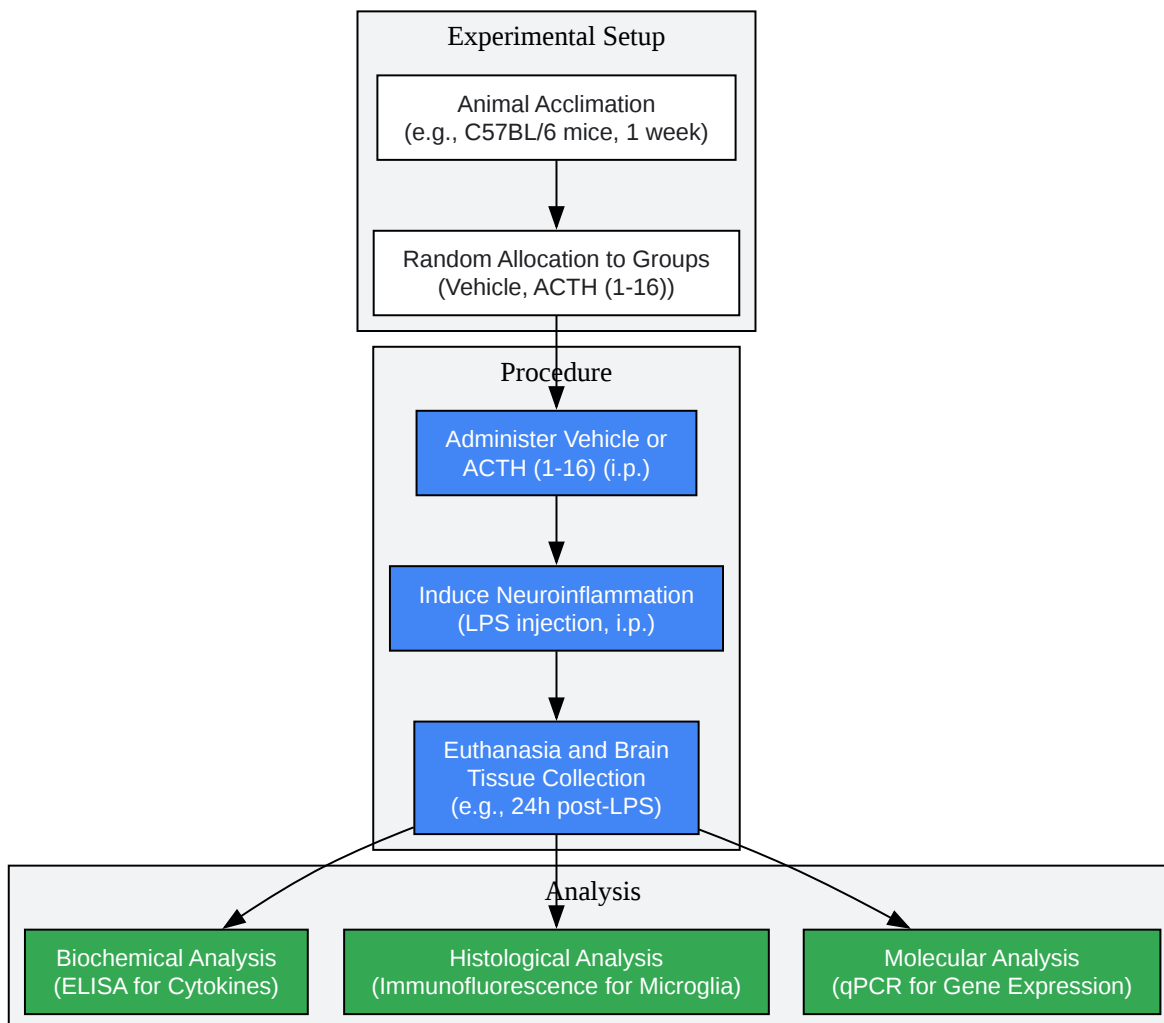 Experimental Setup
Animal Acclimation
(e.g., C57BL/6 mice, 1 week)
Random Allocation to Groups
(Vehicle, ACTH (1-16))
Procedure
Administer Vehicle or
ACTH (1-16) (i.p.)
Induce Neuroinflammation
(LPS injection, i.p.)
Euthanasia and Brain
Tissue Collection
(e.g., 24h post-LPS)
Analysis
Biochemical Analysis
(ELISA for Cytokines)
Histological Analysis
(Immunofluorescence for Microglia)
Molecular Analysis
(qPCR for Gene Expression)